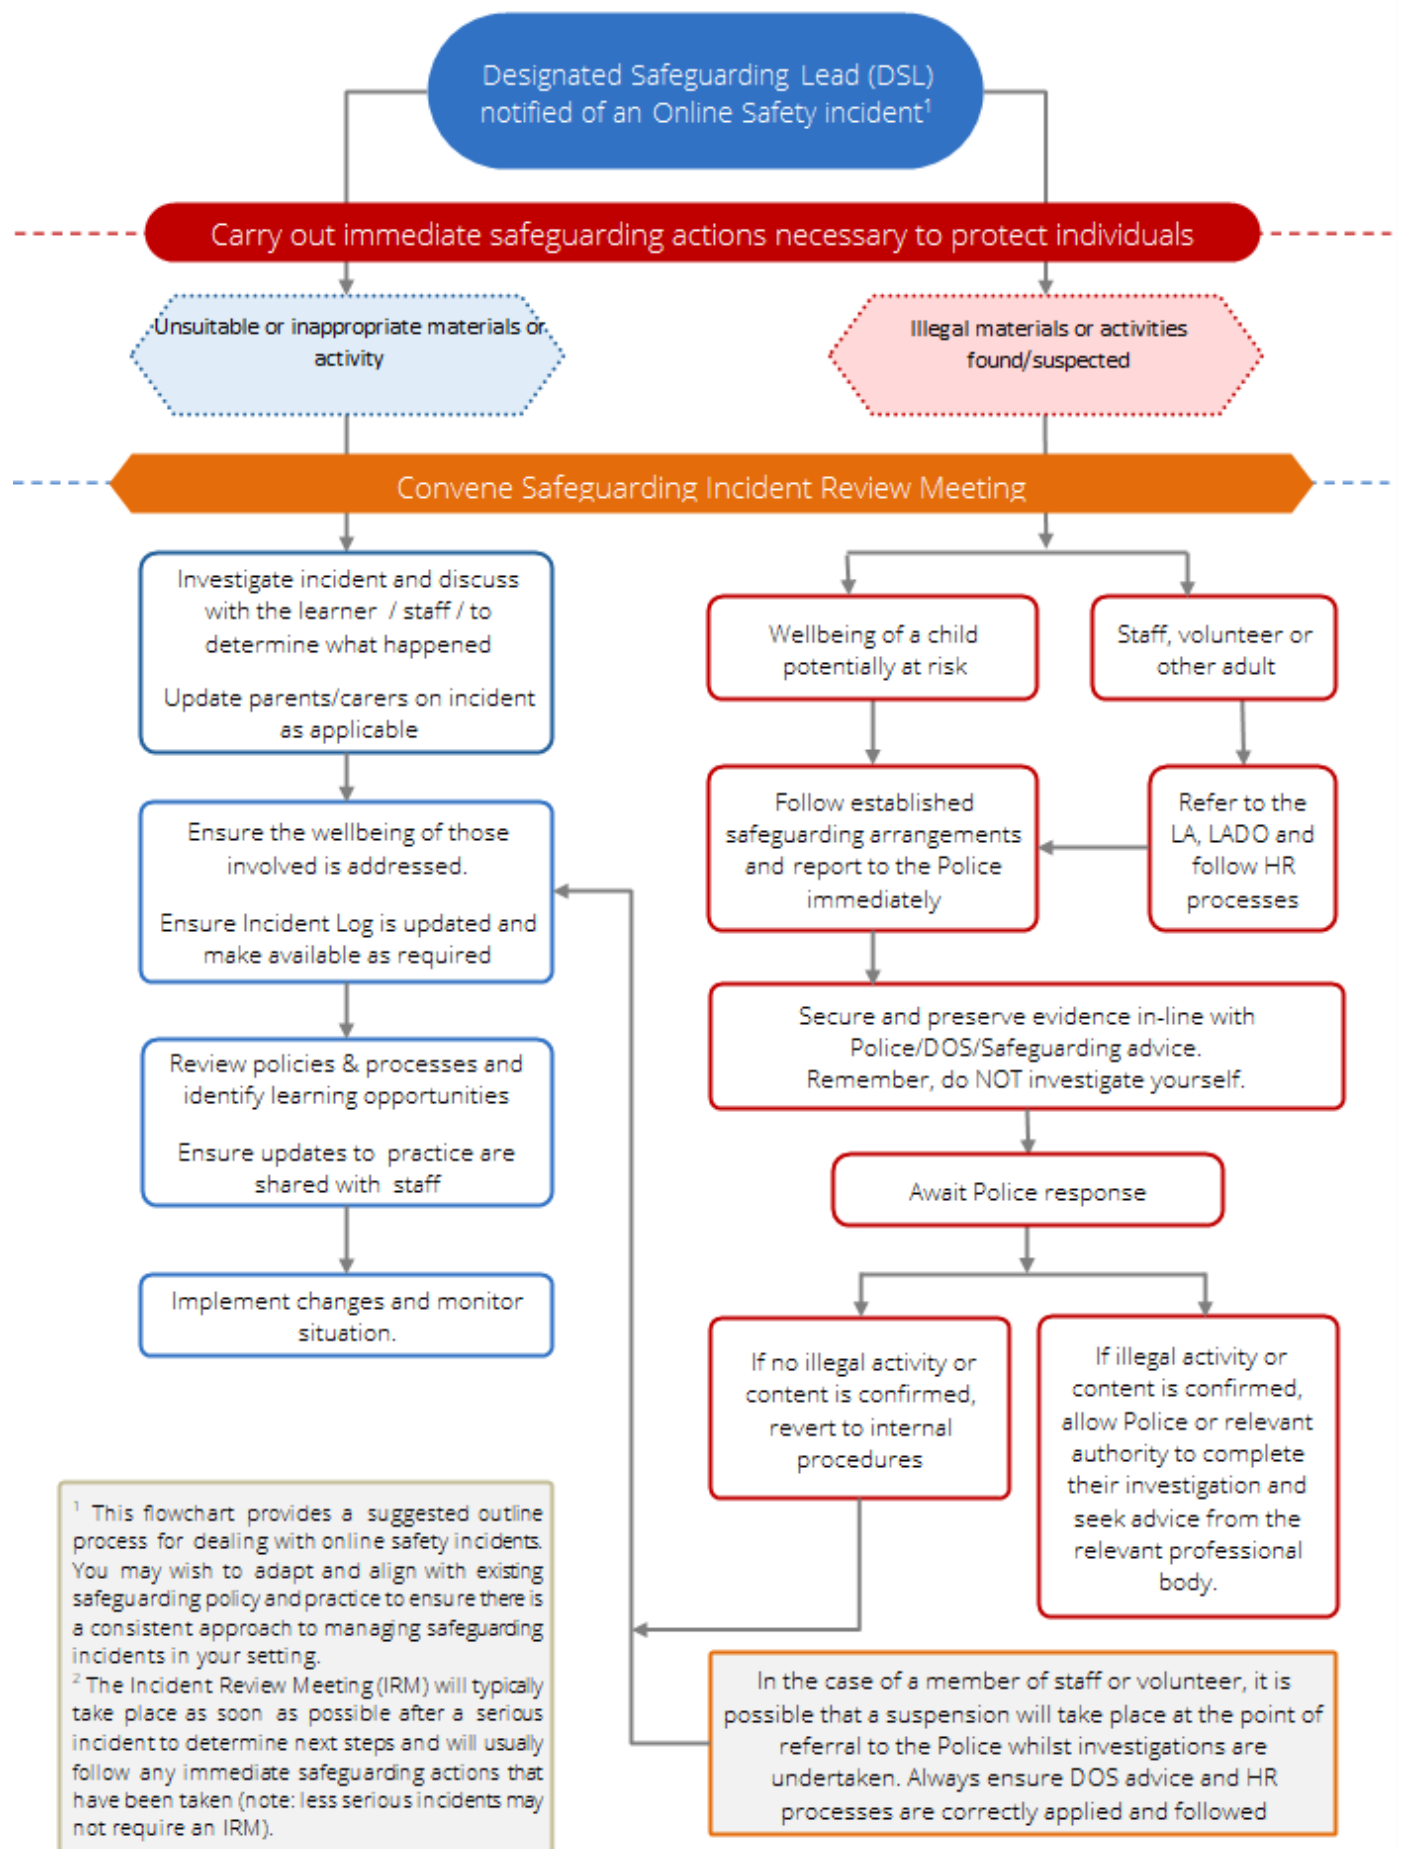 Designated Safeguarding Lead (DSL)
notified of an Online Safety incident¹
Carry out immediate safeguarding actions necessary to protect individuals
Unsuitable or inappropriate materials or
activity
Illegal materials or activities
found/suspected
Convene Safeguarding Incident Review Meeting
Investigate incident and discuss
with the learner / staff / to
determine what happened
Update parents/carers on incident
as applicable
Ensure the wellbeing of those
involved is addressed.
Ensure Incident Log is updated and
make available as required
Review policies & processes and
identify learning opportunities
Ensure updates to practice are
shared with staff
Implement changes and monitor
situation.
Wellbeing of a child
potentially at risk
Staff, volunteer or
other adult
Follow established
safeguarding arrangements
and report to the Police
immediately
Refer to the
LA, LADO and
follow HR
processes
Secure and preserve evidence in-line with
Police/DOS/Safeguarding advice.
Remember, do NOT investigate yourself.
Await Police response
If no illegal activity or
content is confirmed,
revert to internal
procedures
If illegal activity or
content is confirmed,
allow Police or relevant
authority to complete
their investigation and
seek advice from the
relevant professional
body.
¹ This flowchart provides a suggested outline
process for dealing with online safety incidents.
You may wish to adapt and align with existing
safeguarding policy and practice to ensure there is
a consistent approach to managing safeguarding
incidents in your setting.
² The Incident Review Meeting (IRM) will typically
take place as soon as possible after a serious
incident to determine next steps and will usually
follow any immediate safeguarding actions that
have been taken (note: less serious incidents may
not require an IRM).
In the case of a member of staff or volunteer, it is
possible that a suspension will take place at the point of
referral to the Police whilst investigations are
undertaken. Always ensure DOS advice and HR
processes are correctly applied and followed